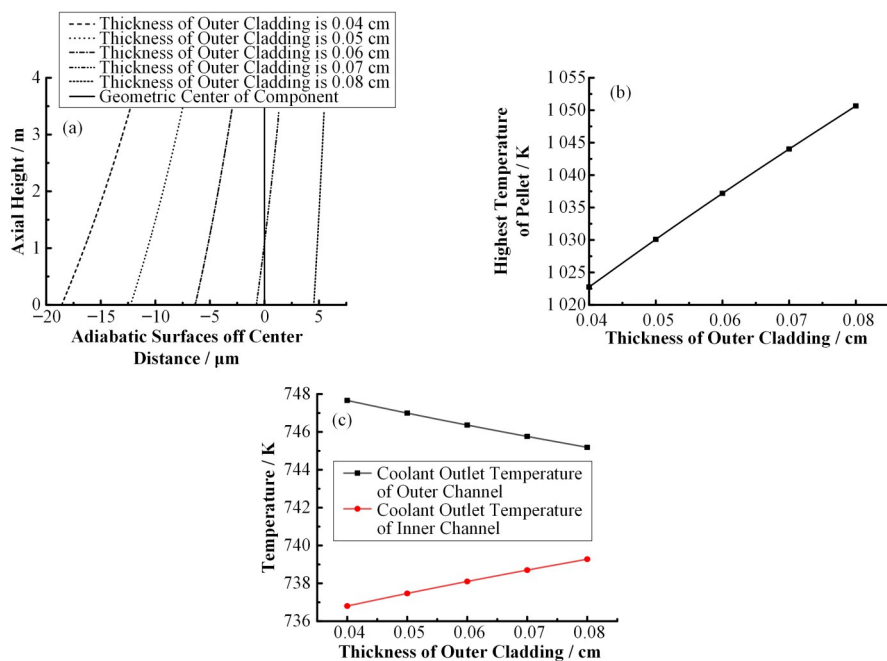 Thickness of Outer Cladding is 0.04 cm
Thickness of Outer Cladding is 0.05 cm
Thickness of Outer Cladding is 0.06 cm
Thickness of Outer Cladding is 0.07 cm
Thickness of Outer Cladding is 0.08 cm
Geometric Center of Component
(a)
4
3
2
1
0
Axial Height / m
−20 −15 −10 −5 0 5
Adiabatic Surfaces off Center
Distance / μm
(b)
1 055
1 050
1 045
1 040
1 030
1 020
1 020
Highest Temperature
of Pellet / K
0.04 0.05 0.06 0.07 0.08
Thickness of Outer Cladding / cm
(c)
748
746
744
742
740
738
736
Temperature / K
Coolant Outlet Temperature
of Outer Channel
Coolant Outlet Temperature
of Inner Channel
0.04 0.05 0.06 0.07 0.08
Thickness of Outer Cladding / cm